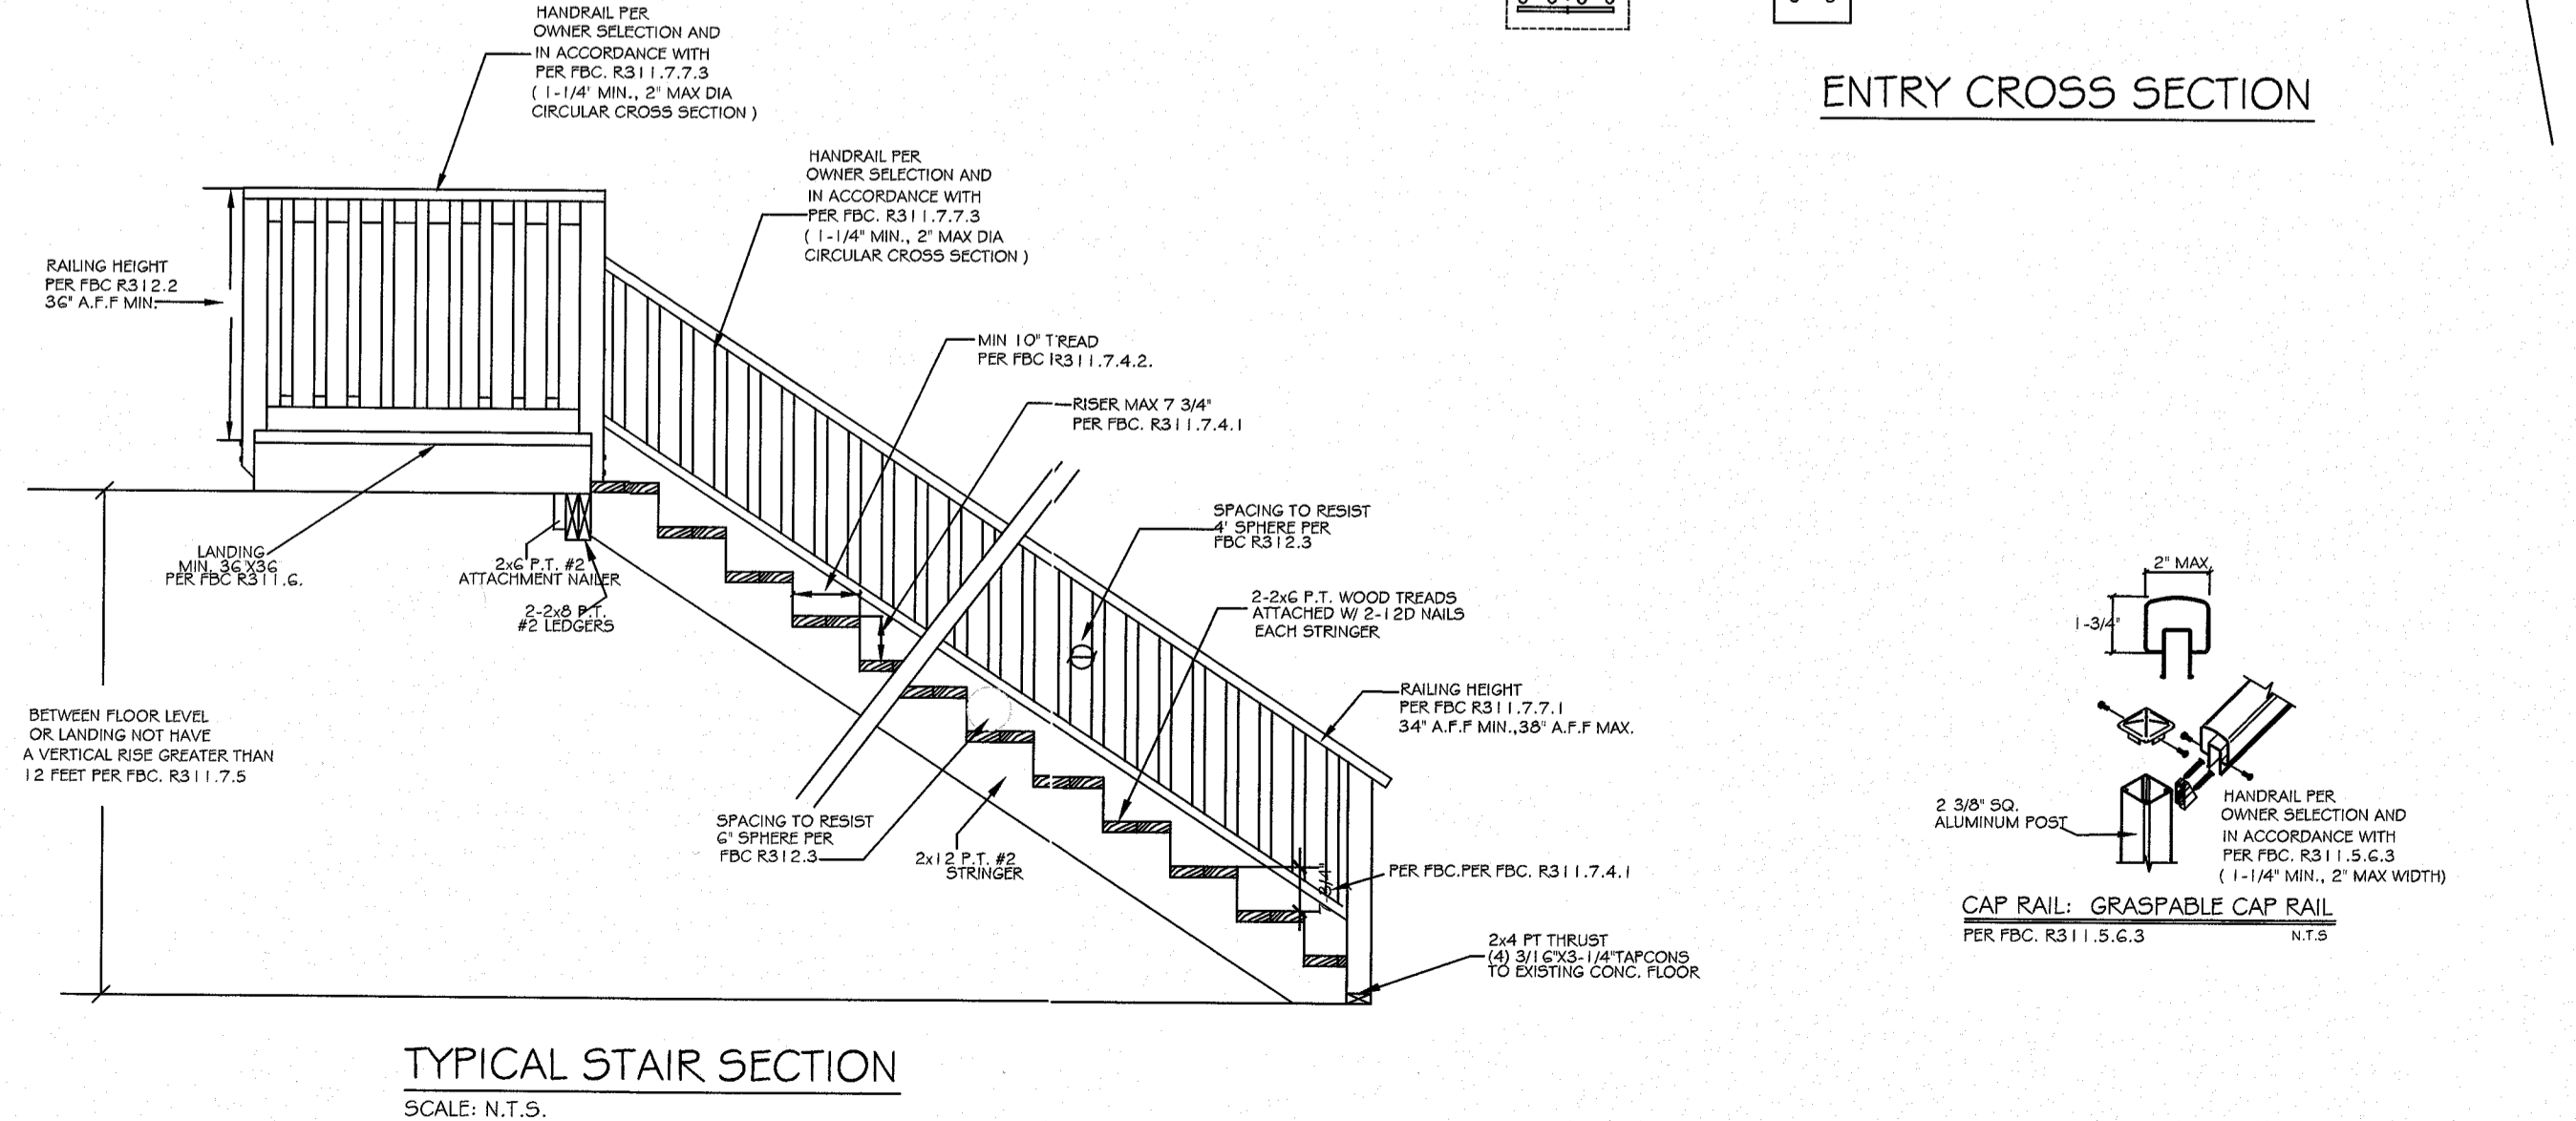 HANDRAIL PER
OWNER SELECTION AND
IN ACCORDANCE WITH
PER FBC. R311.7.7.3
( 1-1/4' MIN., 2" MAX DIA
CIRCULAR CROSS SECTION )
ENTRY CROSS SECTION
HANDRAIL PER
OWNER SELECTION AND
IN ACCORDANCE WITH
PER FBC. R311.7.7.3
( 1-1/4" MIN., 2" MAX DIA
CIRCULAR CROSS SECTION )
RAILING HEIGHT
PER FBC R312.2
36" A.F.F MIN.
MIN 10" TREAD
PER FBC R311.7.4.2.
RISER MAX 7 3/4"
PER FBC. R311.7.4.1
SPACING TO RESIST
4' SPHERE PER
FBC R312.3
LANDING
MIN. 36"X36
PER FBC R311.6.
2x6 P.T. #2
ATTACHMENT NAILER
2-2x8 P.T.
#2 LEDGERS
2-2x6 P.T. WOOD TREADS
ATTACHED W/ 2-12D NAILS
EACH STRINGER
RAILING HEIGHT
PER FBC R311.7.7.1
34" A.F.F MIN.,38" A.F.F MAX.
BETWEEN FLOOR LEVEL
OR LANDING NOT HAVE
A VERTICAL RISE GREATER THAN
12 FEET PER FBC. R311.7.5
SPACING TO RESIST
6" SPHERE PER
FBC R312.3
2x12 P.T. #2
STRINGER
3/4"
PER FBC.PER FBC. R311.7.4.1
2x4 PT THRUST
(4) 3/16"X3-1/4"TAPCONS
TO EXISTING CONC. FLOOR
2" MAX.
1-3/4"
2 3/8" SQ.
ALUMINUM POST
HANDRAIL PER
OWNER SELECTION AND
IN ACCORDANCE WITH
PER FBC. R311.5.6.3
( 1-1/4" MIN., 2" MAX WIDTH)
CAP RAIL: GRASPABLE CAP RAIL
PER FBC. R311.5.6.3
N.T.S
TYPICAL STAIR SECTION
SCALE: N.T.S.